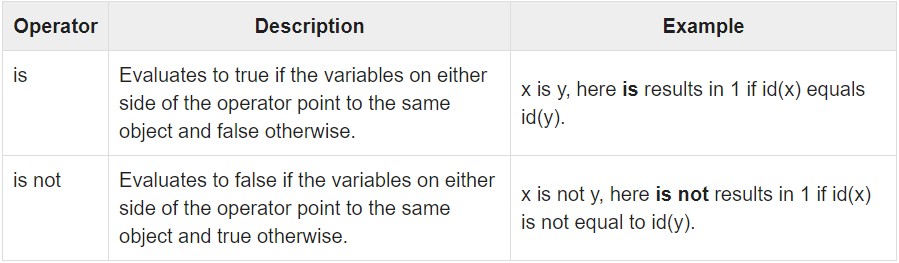 Operator Description Example
is
Evaluates to true if the variables on either
side of the operator point to the same
object and false otherwise.
x is y, here is results in 1 if id(x) equals
id(y).
is not
Evaluates to false if the variables on either
side of the operator point to the same
object and true otherwise.
x is not y, here is not results in 1 if id(x)
is not equal to id(y).